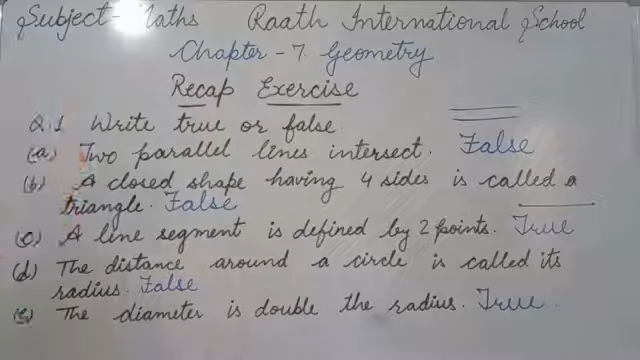 Subject - Maths Raath International School
Chapter - 7. Geometry
Recap Exercise
Q.1 Write true or false.
(a) Two parallel lines intersect. False
(b) A closed shape having 4 sides is called a
triangle. False
(c) A line segment is defined by 2 points. True
(d) The distance around a circle is called its
radius. False
(e) The diameter is double the radius. True.